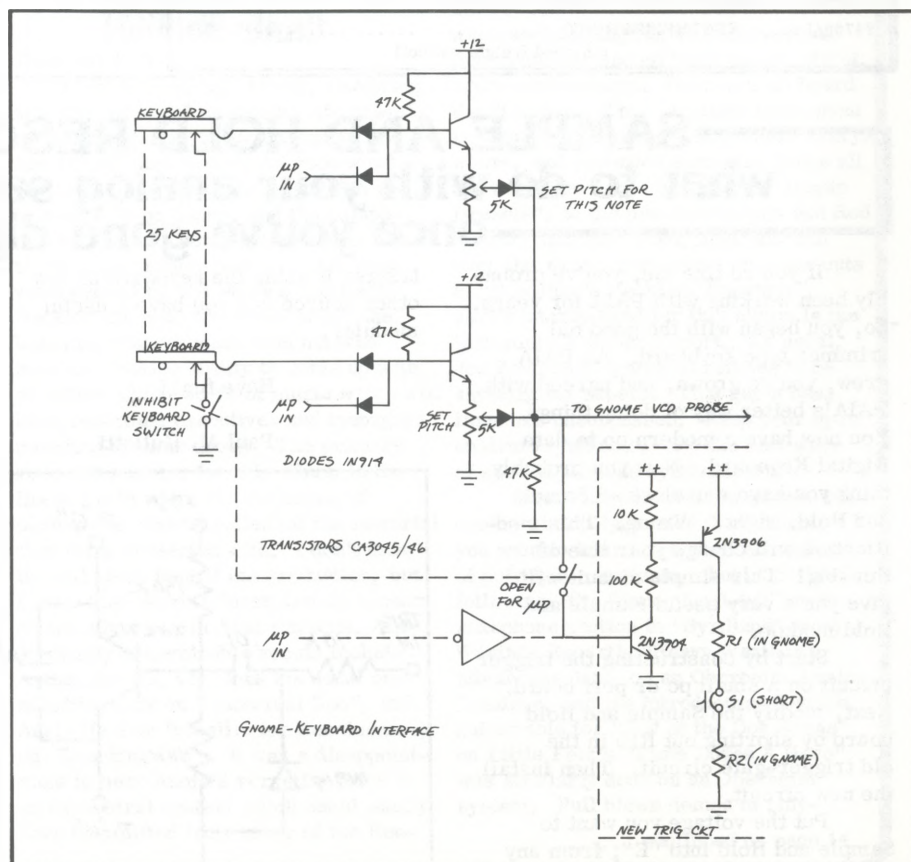 +12
47K
KEYBOARD
μP
IN
5K
SET PITCH FOR
THIS NOTE
25 KEYS
+12
47K
KEYBOARD
INHIBIT
KEYBOARD
SWITCH
μP
IN
SET
PITCH
5K
TO GNOME VCO PROBE
DIODES IN914
47K
TRANSISTORS CA3045/46
++ ++
10K
2N3906
100K
OPEN
FOR μP
μP
IN
2N3904
R1 (IN GNOME)
S1 (SHORT)
R2 (IN GNOME)
GNOME-KEYBOARD INTERFACE
NEW TRIG CKT